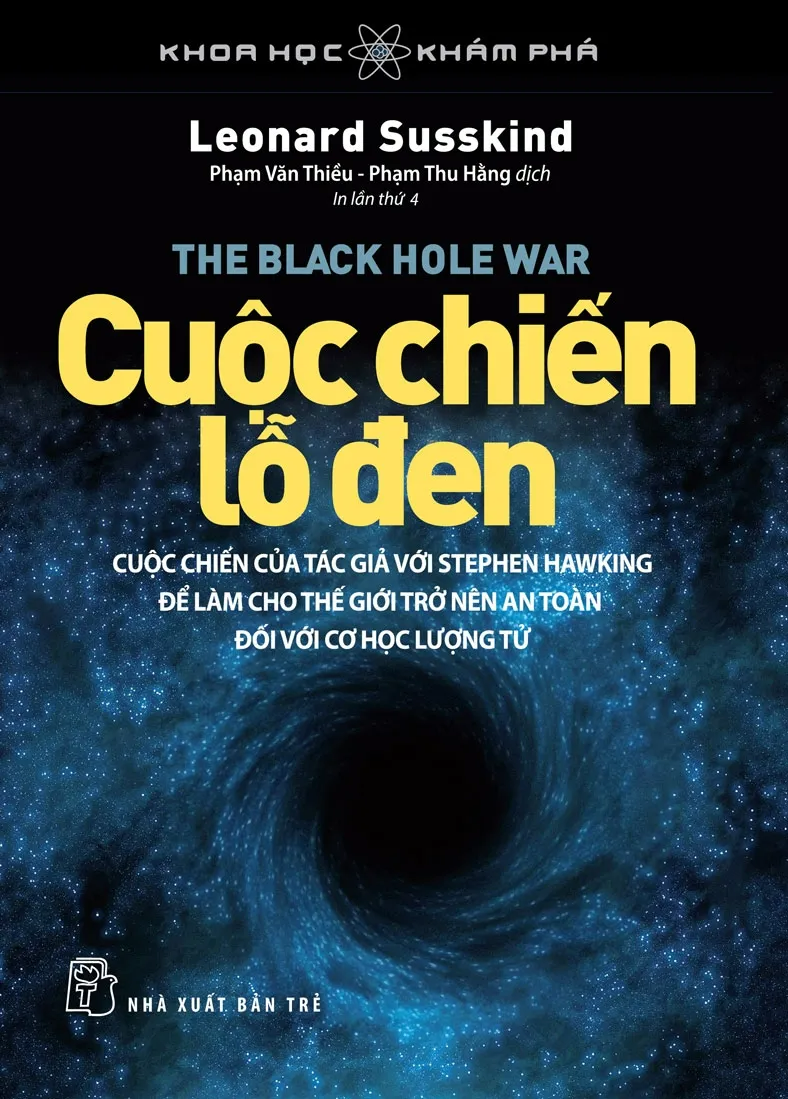 KHOA HỌC KHÁM PHÁ
Leonard Susskind
Phạm Văn Thiều - Phạm Thu Hằng dịch
In lần thứ 4
THE BLACK HOLE WAR
Cuộc chiến
lỗ đen
CUỘC CHIẾN CỦA TÁC GIẢ VỚI STEPHEN HAWKING
ĐỂ LÀM CHO THẾ GIỚI TRỞ NÊN AN TOÀN
ĐỐI VỚI CƠ HỌC LƯỢNG TỬ
T
NHÀ XUẤT BẢN TRẺ